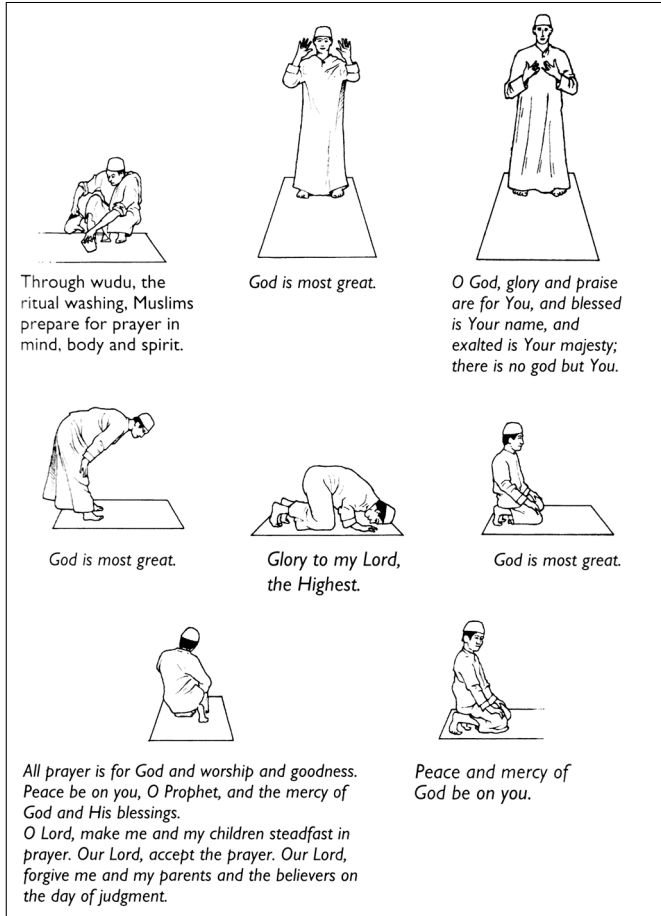 Through wudu, the
ritual washing, Muslims
prepare for prayer in
mind, body and spirit.
God is most great.
O God, glory and praise
are for You, and blessed
is Your name, and
exalted is Your majesty;
there is no god but You.
God is most great.
Glory to my Lord,
the Highest.
God is most great.
All prayer is for God and worship and goodness.
Peace be on you, O Prophet, and the mercy of
God and His blessings.
O Lord, make me and my children steadfast in
prayer. Our Lord, accept the prayer. Our Lord,
forgive me and my parents and the believers on
the day of judgment.
Peace and mercy of
God be on you.